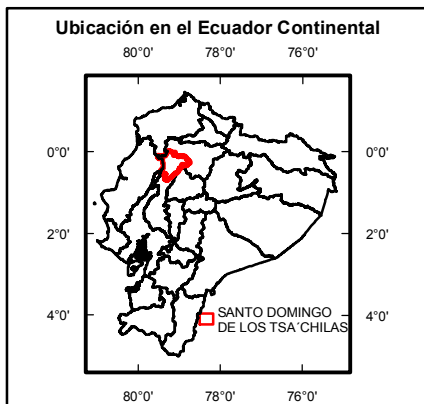 Ubicación en el Ecuador Continental
80°0' 78°0' 76°0'
0°0' 0°0'
2°0' 2°0'
4°0' 4°0'
SANTO DOMINGO
DE LOS TSA´CHILAS
80°0' 78°0' 76°0'